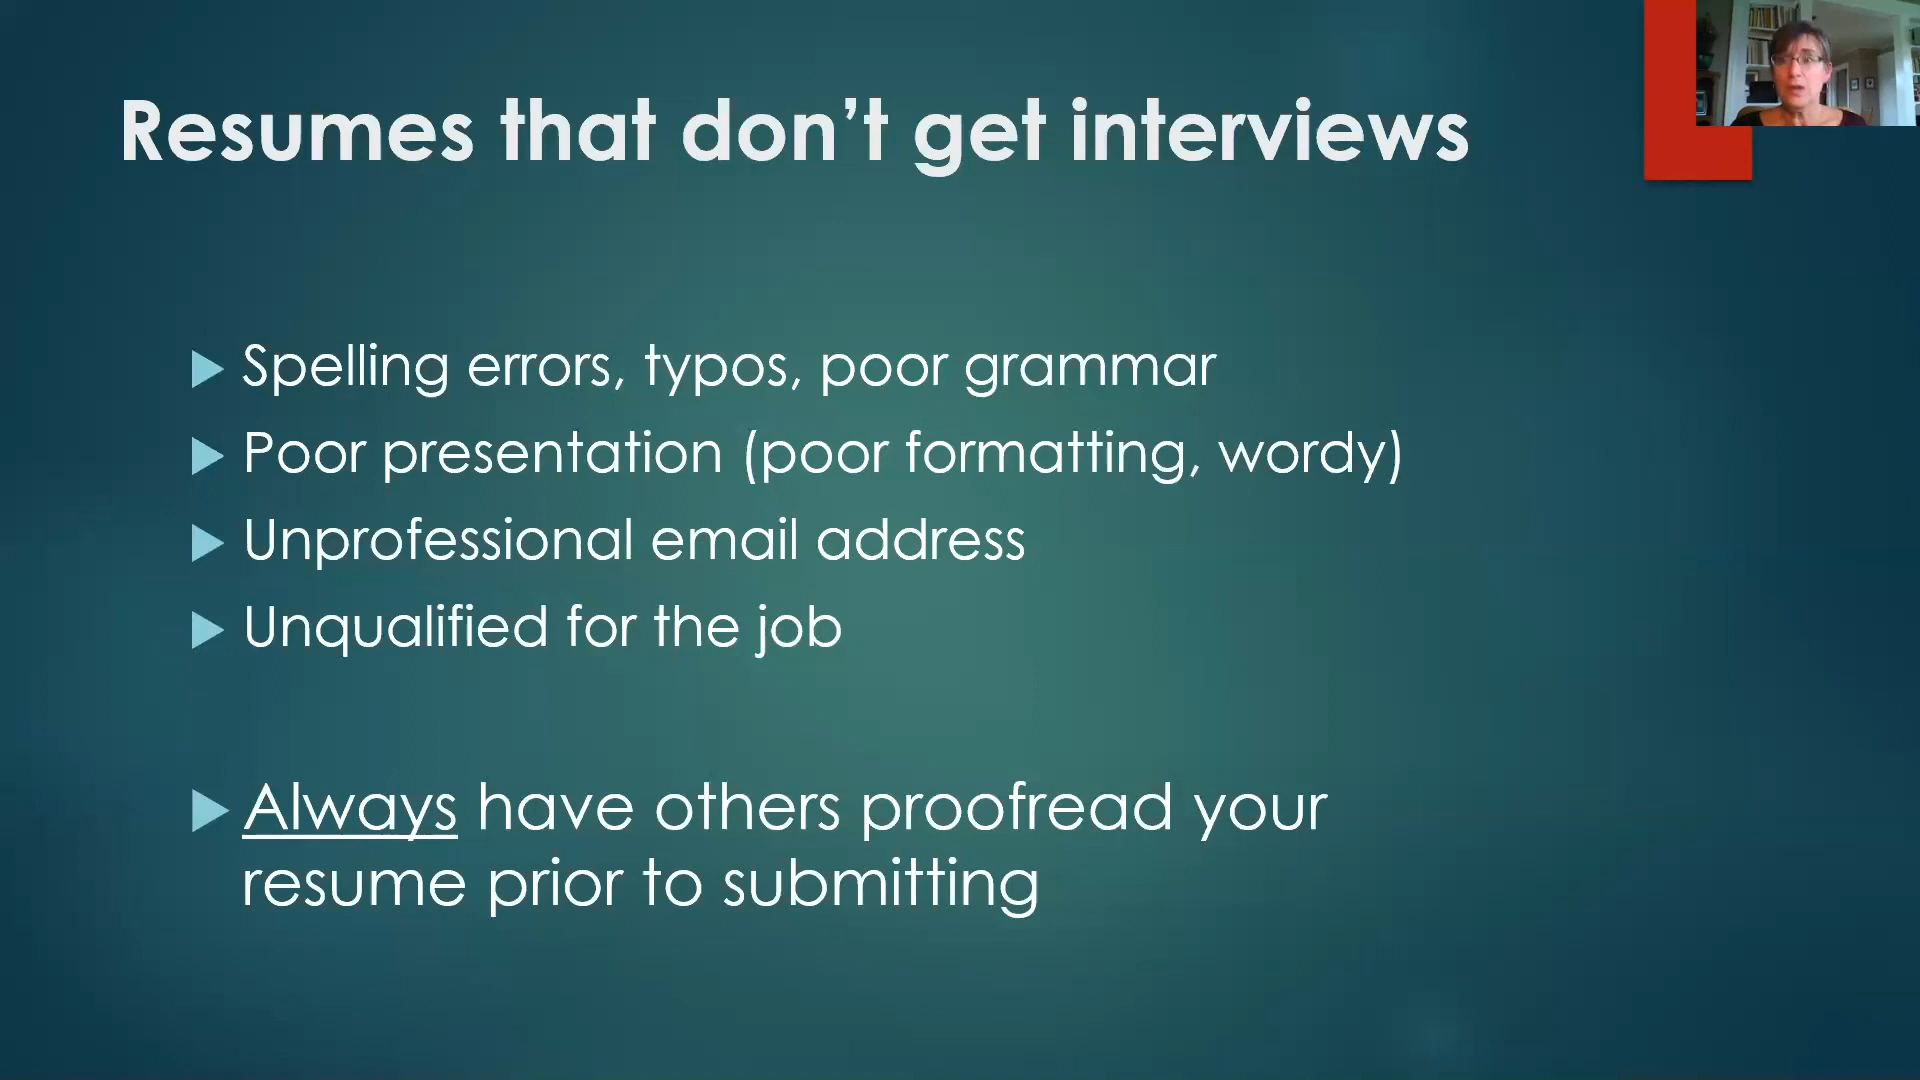 Resumes that don’t get interviews
Spelling errors, typos, poor grammar
Poor presentation (poor formatting, wordy)
Unprofessional email address
Unqualified for the job
Always have others proofread your
resume prior to submitting